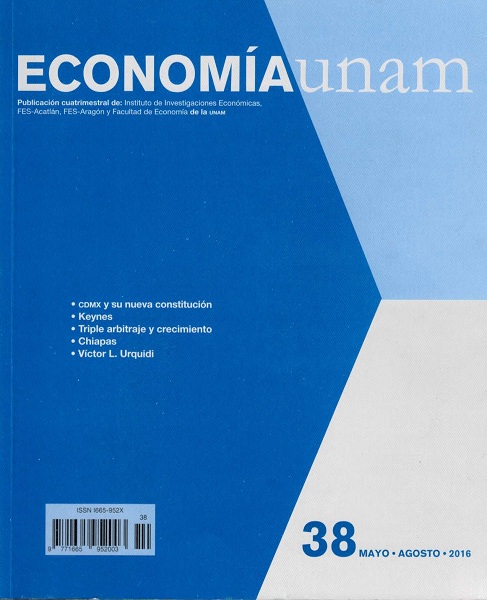 ECONOMÍAunam
Publicación cuatrimestral de: Instituto de Investigaciones Económicas,
FES-Acatlán, FES-Aragón y Facultad de Economía de la UNAM
• CDMX y su nueva constitución
• Keynes
• Triple arbitraje y crecimiento
• Chiapas
• Víctor L. Urquidi
ISSN I665-952X
38
9 771665 952003
38 MAYO • AGOSTO • 2016